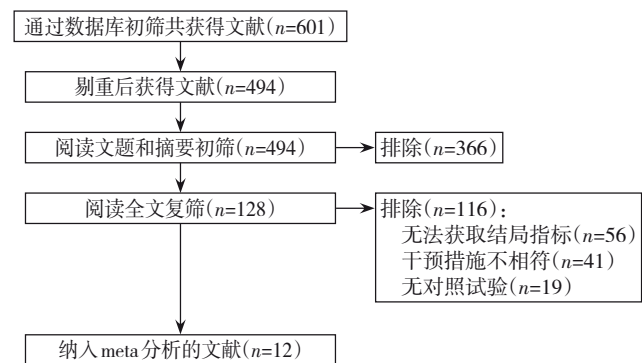 通过数据库初筛共获得文献(n=601)
剔重后获得文献(n=494)
阅读文题和摘要初筛(n=494)
排除(n=366)
阅读全文复筛(n=128)
排除(n=116)：
无法获取结局指标(n=56)
干预措施不相符(n=41)
无对照试验(n=19)
纳入meta分析的文献(n=12)